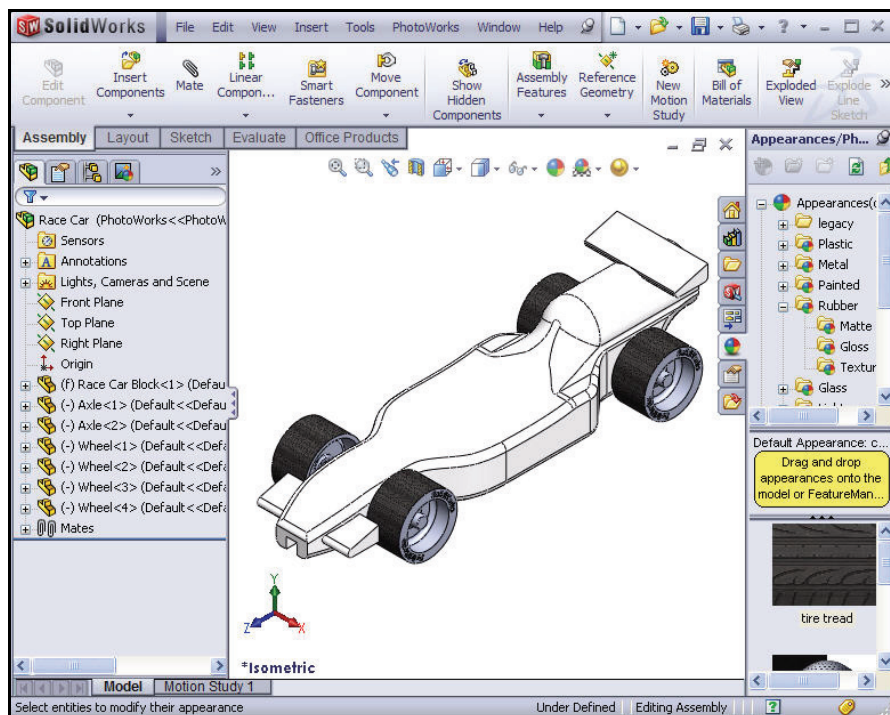 SolidWorks File Edit View Insert Tools PhotoWorks Window Help
Edit Component
Insert Components
Mate
Linear Compon...
Smart Fasteners
Move Component
Show Hidden Components
Assembly Features
Reference Geometry
New Motion Study
Bill of Materials
Exploded View
Explode Line Sketch
Assembly Layout Sketch Evaluate Office Products
Appearances/Ph...
Race Car (PhotoWorks<<PhotoW
Sensors
Annotations
Lights, Cameras and Scene
Front Plane
Top Plane
Right Plane
Origin
(f) Race Car Block<1> (Defau
(-) Axle<1> (Default<<Defau
(-) Axle<2> (Default<<Defau
(-) Wheel<1> (Default<<Defa
(-) Wheel<2> (Default<<Defa
(-) Wheel<3> (Default<<Defa
(-) Wheel<4> (Default<<Defa
Mates
Y
Z
X
*Isometric
Appearances(c
legacy
Plastic
Metal
Painted
Rubber
Matte
Gloss
Textur
Glass
Default Appearance: c...
Drag and drop
appearances onto the
model or FeatureMan...
tire tread
Model Motion Study 1
Select entities to modify their appearance Under Defined Editing Assembly